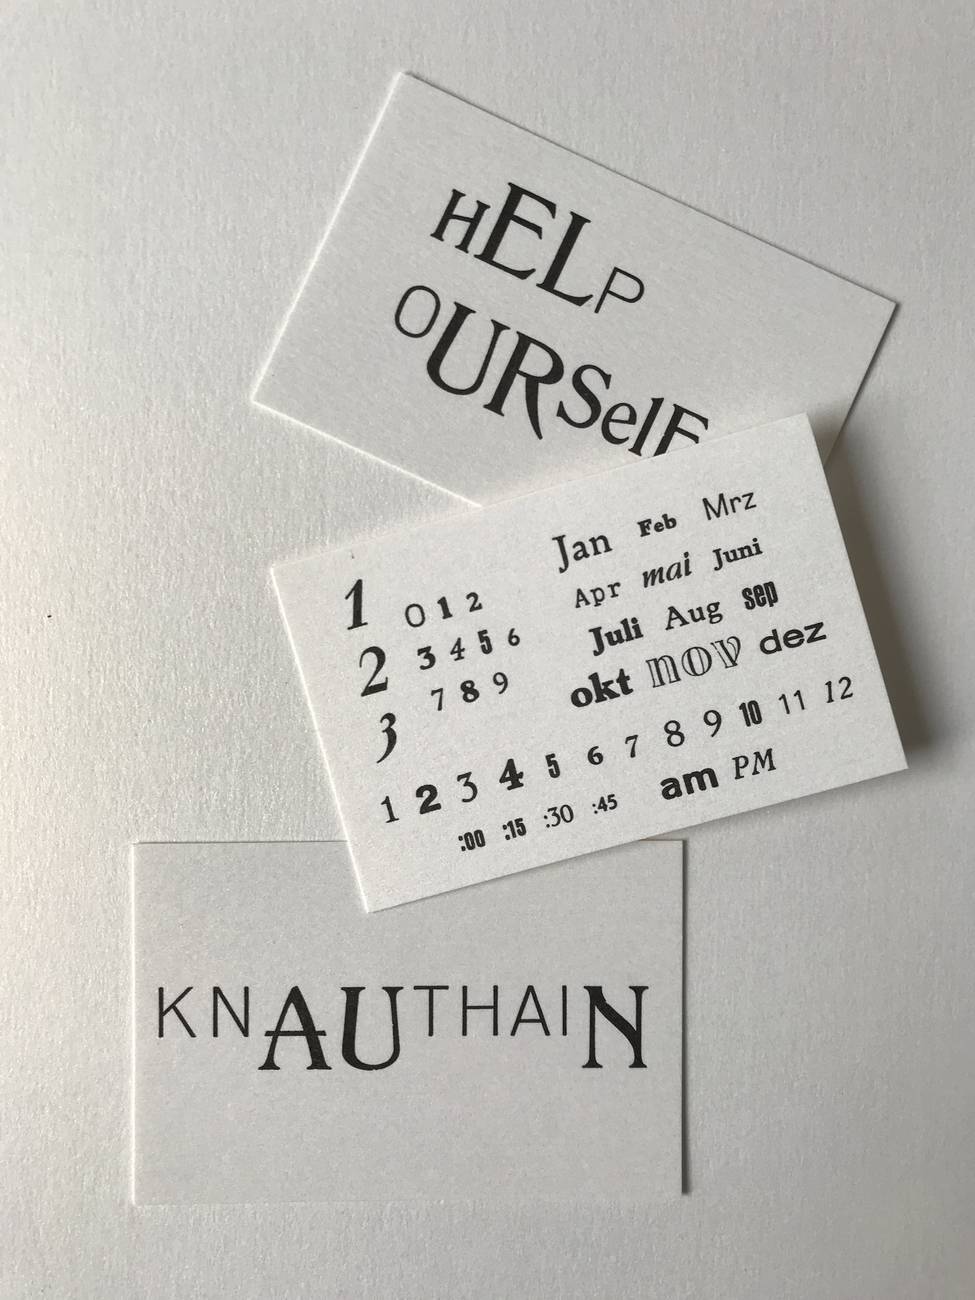 HELP
OURSelF
1 0 1 2 Jan Feb Mrz
2 3 4 5 6 Apr mai Juni
3 7 8 9 Juli Aug sep
okt nov dez
1 2 3 4 5 6 7 8 9 10 11 12
:00 :15 :30 :45 am PM
KNAUTHAIN